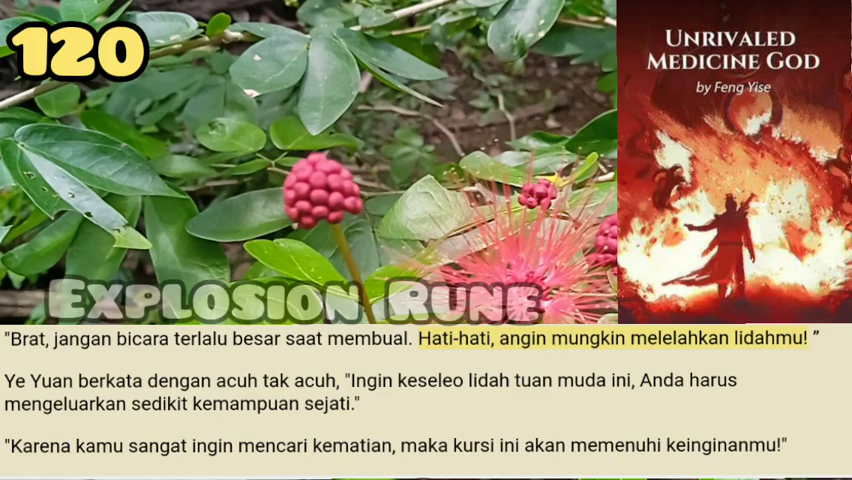 120
UNRIVALED
MEDICINE GOD
by Feng Yise
EXPLOSION RUNE
"Brat, jangan bicara terlalu besar saat membual. Hati-hati, angin mungkin melelahkan lidahmu! ”
Ye Yuan berkata dengan acuh tak acuh, "Ingin keseleo lidah tuan muda ini, Anda harus
mengeluarkan sedikit kemampuan sejati."
"Karena kamu sangat ingin mencari kematian, maka kursi ini akan memenuhi keinginanmu!"